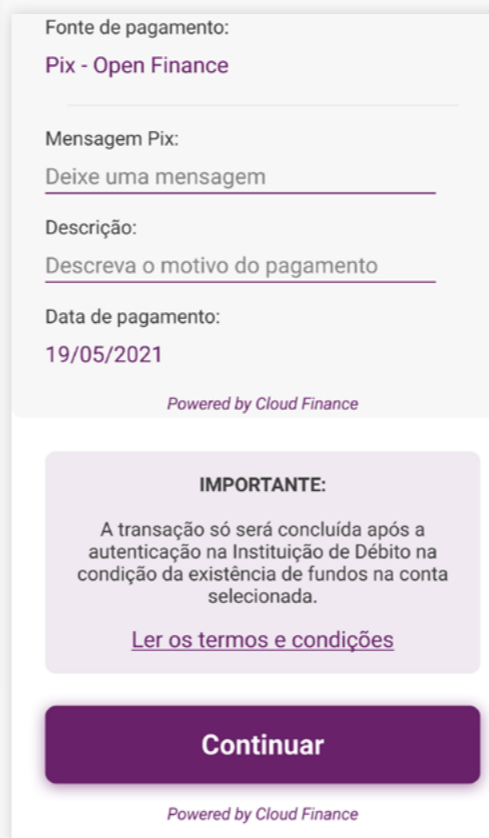 Fonte de pagamento:
Pix - Open Finance
Mensagem Pix:
Deixe uma mensagem
Descrição:
Descreva o motivo do pagamento
Data de pagamento:
19/05/2021
Powered by Cloud Finance
IMPORTANTE:
A transação só será concluída após a
autenticação na Instituição de Débito na
condição da existência de fundos na conta
selecionada.
Ler os termos e condições
Continuar
Powered by Cloud Finance